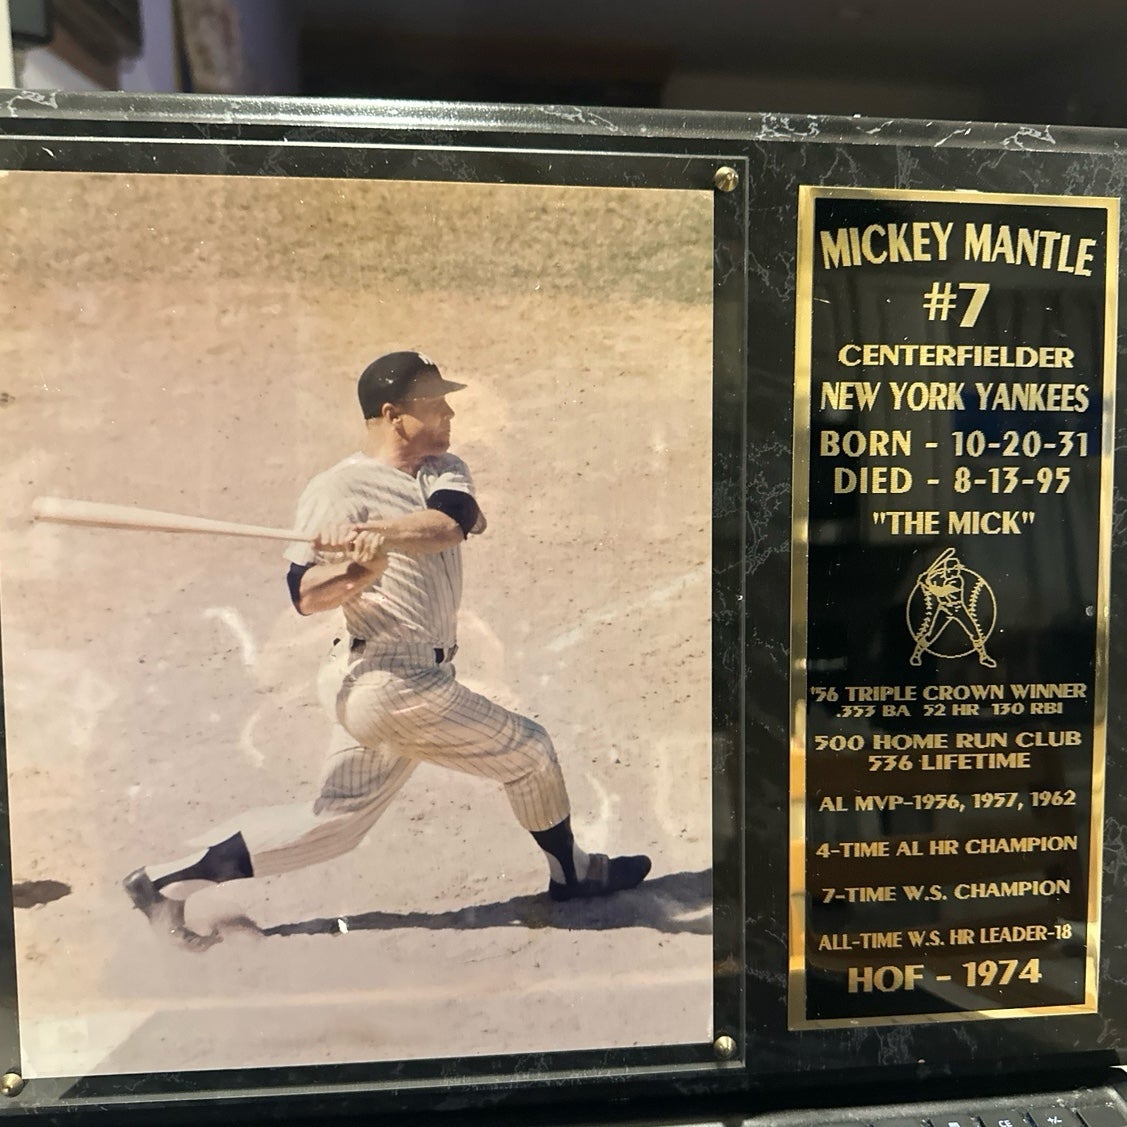 MICKEY MANTLE
#7
CENTERFIELDER
NEW YORK YANKEES
BORN - 10-20-31
DIED - 8-13-95
"THE MICK"
'56 TRIPLE CROWN WINNER
.353 BA 52 HR 130 RBI
500 HOME RUN CLUB
536 LIFETIME
AL MVP-1956, 1957, 1962
4-TIME AL HR CHAMPION
7-TIME W.S. CHAMPION
ALL-TIME W.S. HR LEADER-18
HOF - 1974
CE +/-